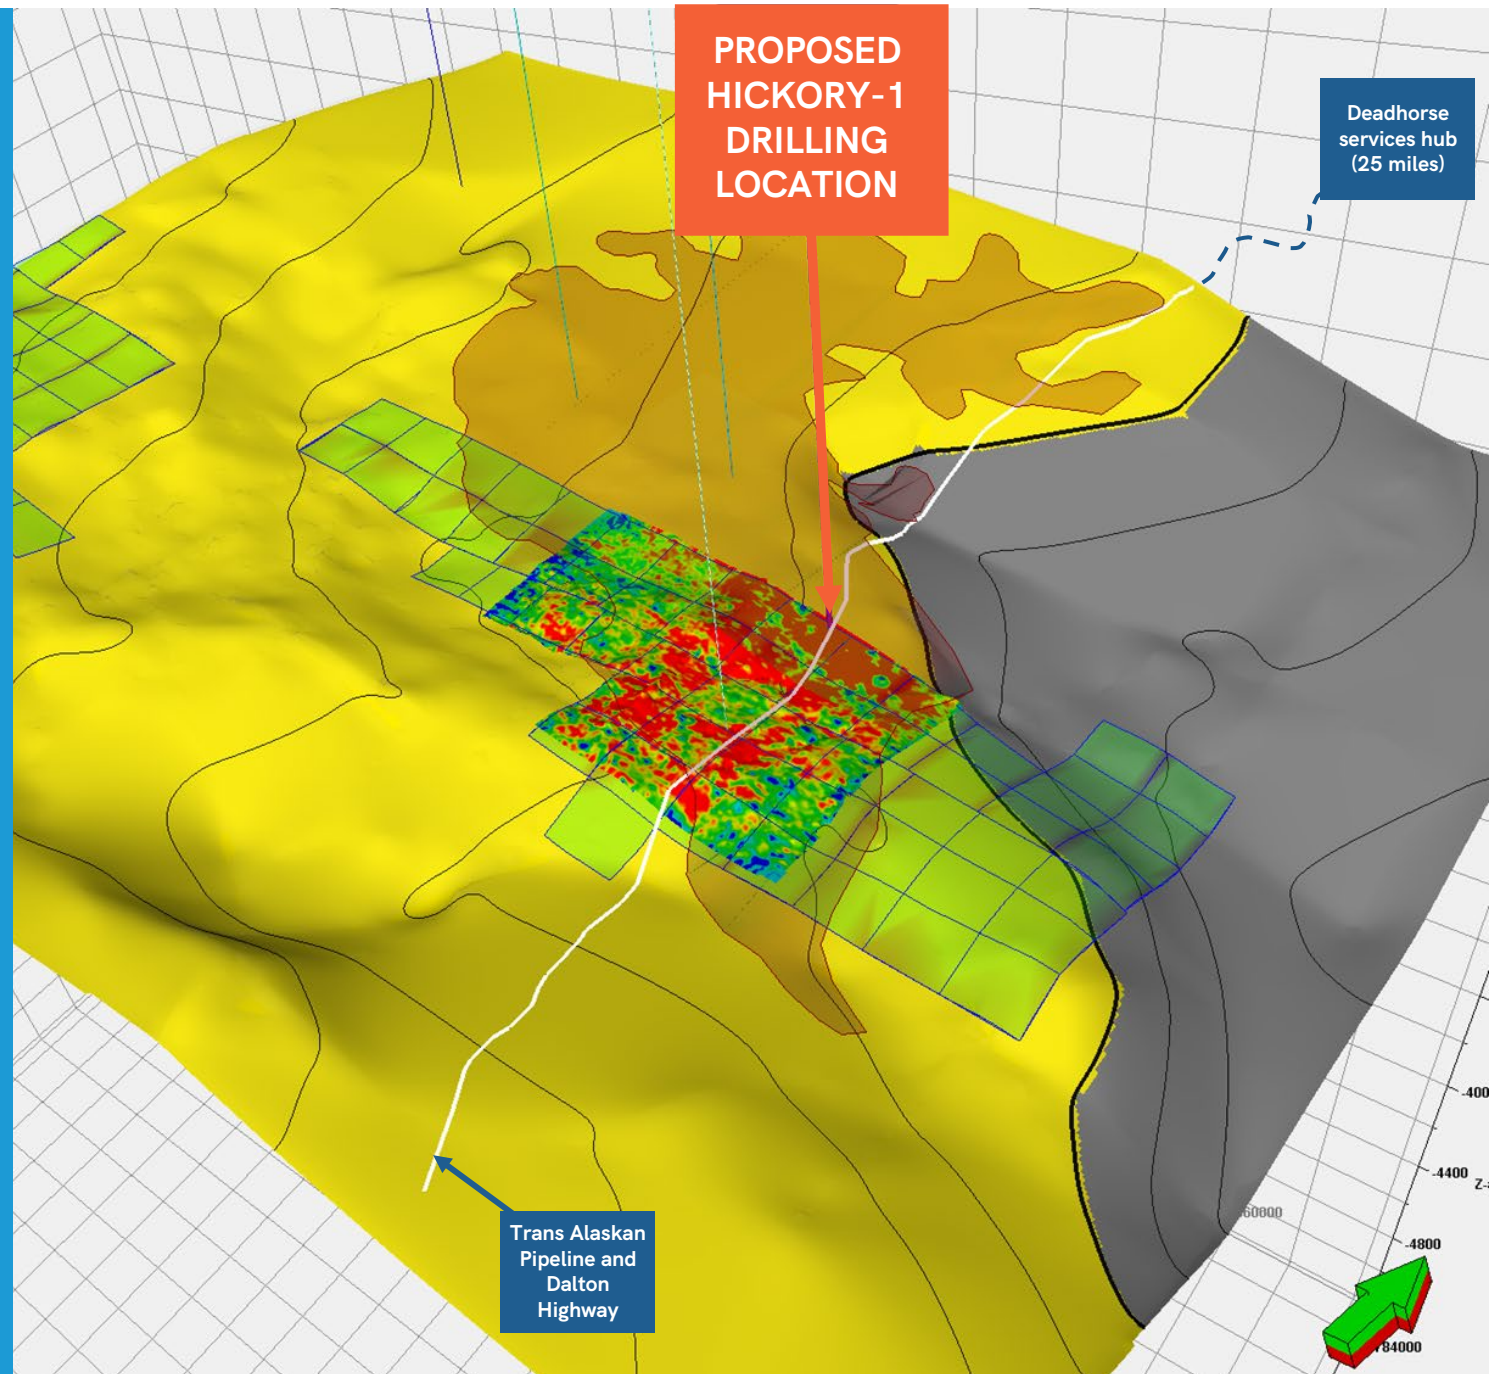 PROPOSED
HICKORY-1
DRILLING
LOCATION
Deadhorse
services hub
(25 miles)
Trans Alaskan
Pipeline and
Dalton
Highway
-400
-4400
-4800
60000
84000